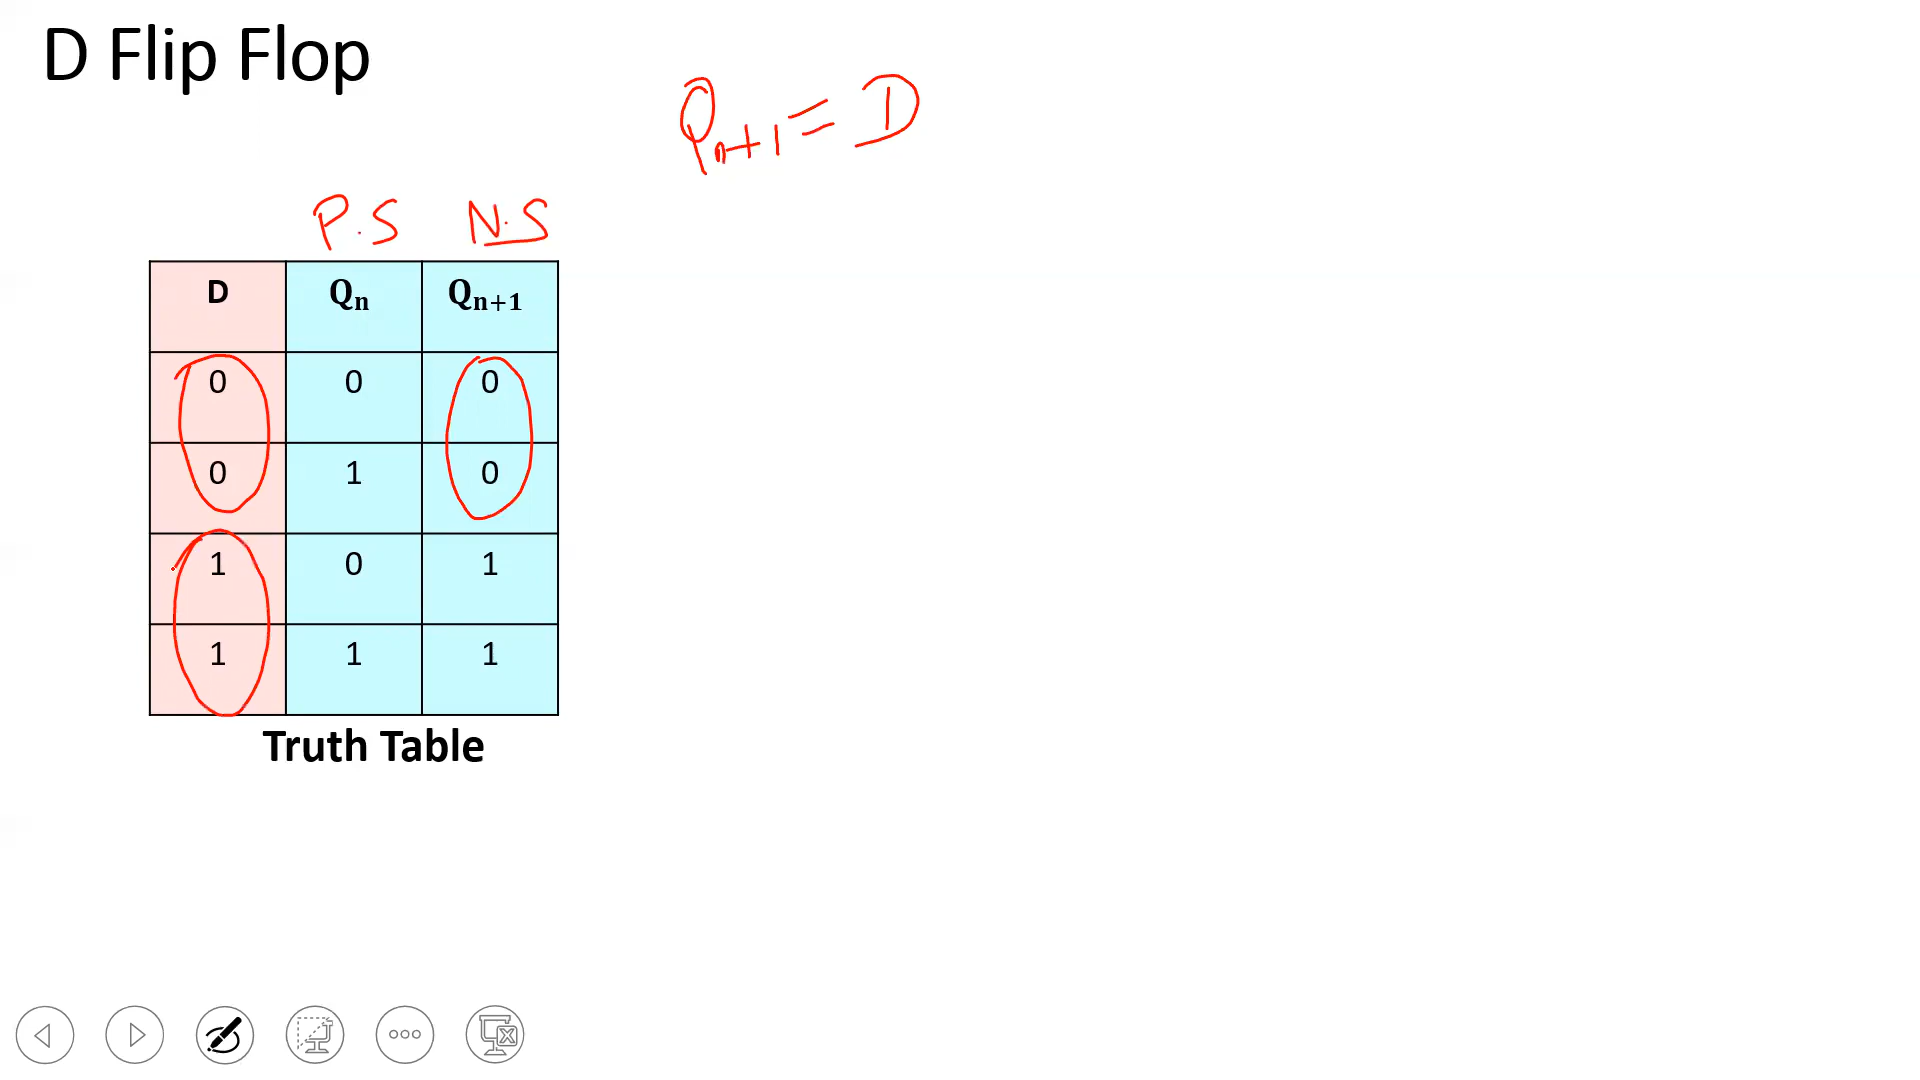 D Flip Flop
Qn+1 = D
P.S N.S
D Qn Qn+1
0 0 0
0 1 0
1 0 1
1 1 1
Truth Table